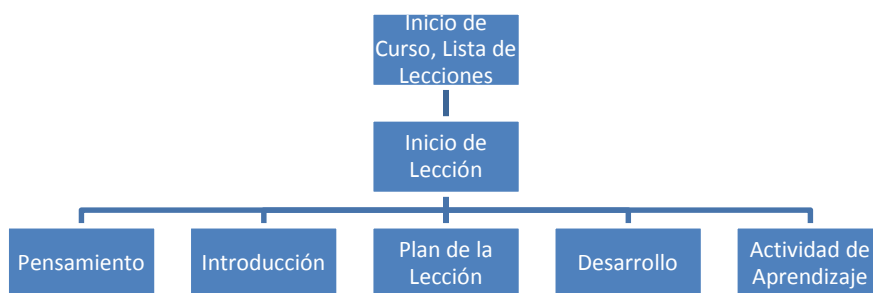 Inicio de
Curso, Lista de
Lecciones
Inicio de
Lección
Pensamiento
Introducción
Plan de la
Lección
Desarrollo
Actividad de
Aprendizaje